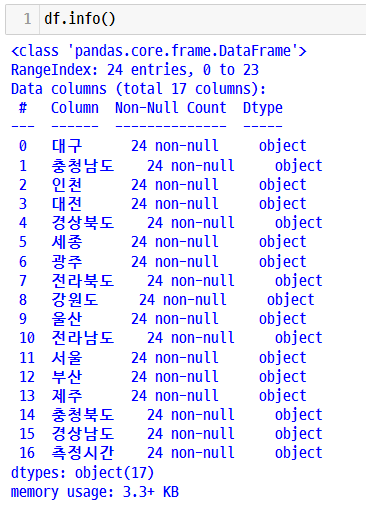 1 df.info()
<class 'pandas.core.frame.DataFrame'>
RangeIndex: 24 entries, 0 to 23
Data columns (total 17 columns):
 #   Column  Non-Null Count  Dtype
---  ------  --------------  -----
 0   대구      24 non-null     object
 1   충청남도    24 non-null     object
 2   인천      24 non-null     object
 3   대전      24 non-null     object
 4   경상북도    24 non-null     object
 5   세종      24 non-null     object
 6   광주      24 non-null     object
 7   전라북도    24 non-null     object
 8   강원도     24 non-null     object
 9   울산      24 non-null     object
 10  전라남도    24 non-null     object
 11  서울      24 non-null     object
 12  부산      24 non-null     object
 13  제주      24 non-null     object
 14  충청북도    24 non-null     object
 15  경상남도    24 non-null     object
 16  측정시간    24 non-null     object
dtypes: object(17)
memory usage: 3.3+ KB